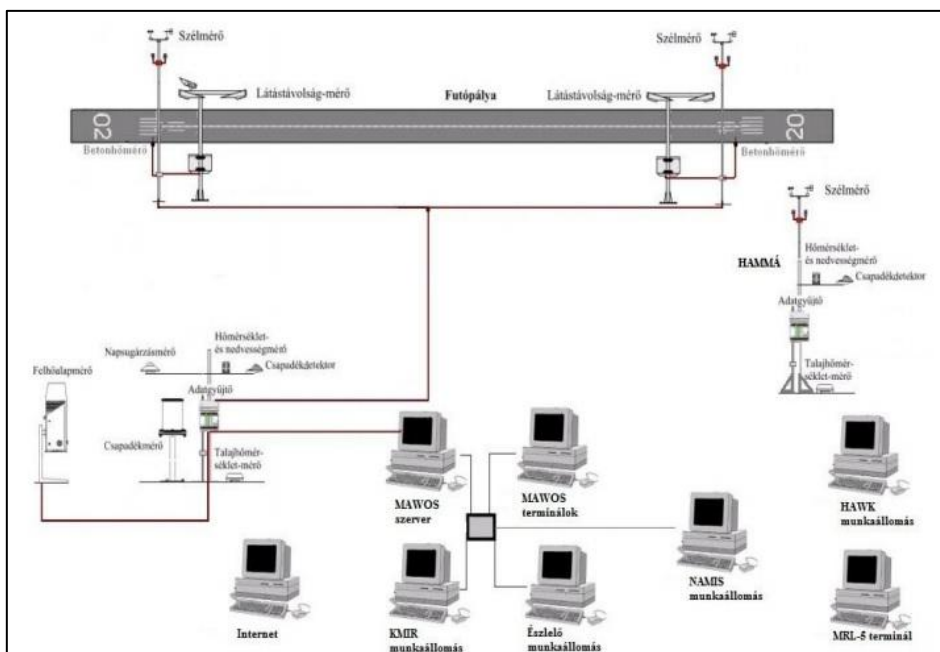 Szélmérő
Szélmérő
Látástávolság-mérő
Futópálya
Látástávolság-mérő
02
20
Betonhőmérő
Betonhőmérő
Szélmérő
Hőmérséklet-
és nedvességmérő
HAMMÁ
Csapadékdetektor
Adatgyűjtő
Talajhőmér-
séklet-mérő
Hőmérséklet-
és nedvességmérő
Napsugárzásmérő
Csapadékdetektor
Felhőalapmérő
Adatgyűjtő
Csapadékmérő
Talajhőmér-
séklet-mérő
MAWOS
szerver
MAWOS
terminálok
HAWK
munkaállomás
NAMIS
munkaállomás
Internet
KMIR
munkaállomás
Észlelő
munkaállomás
MRL-5 terminál